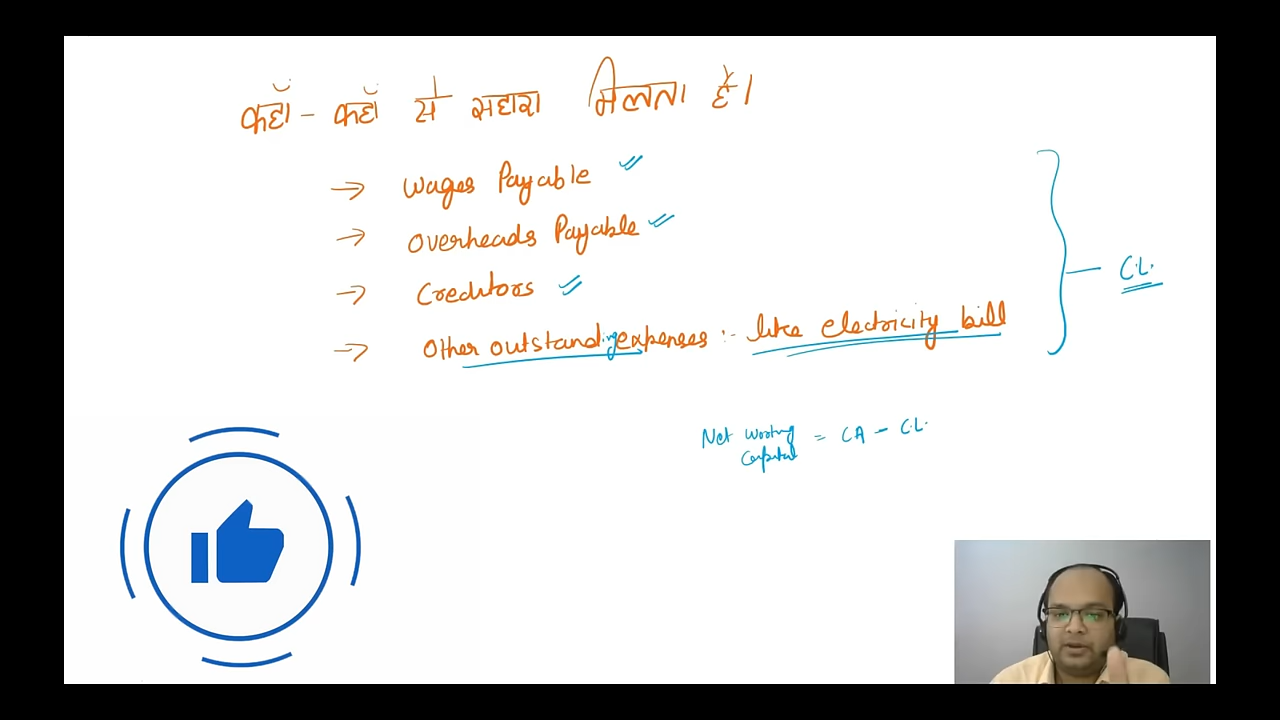 कहाँ - कहाँ से सहारा मिलता है।
→ Wages Payable
→ Overheads Payable
→ Creditors
→ Other outstanding expenses :- like electricity bill
C.L.
Net working capital = CA - C.L.